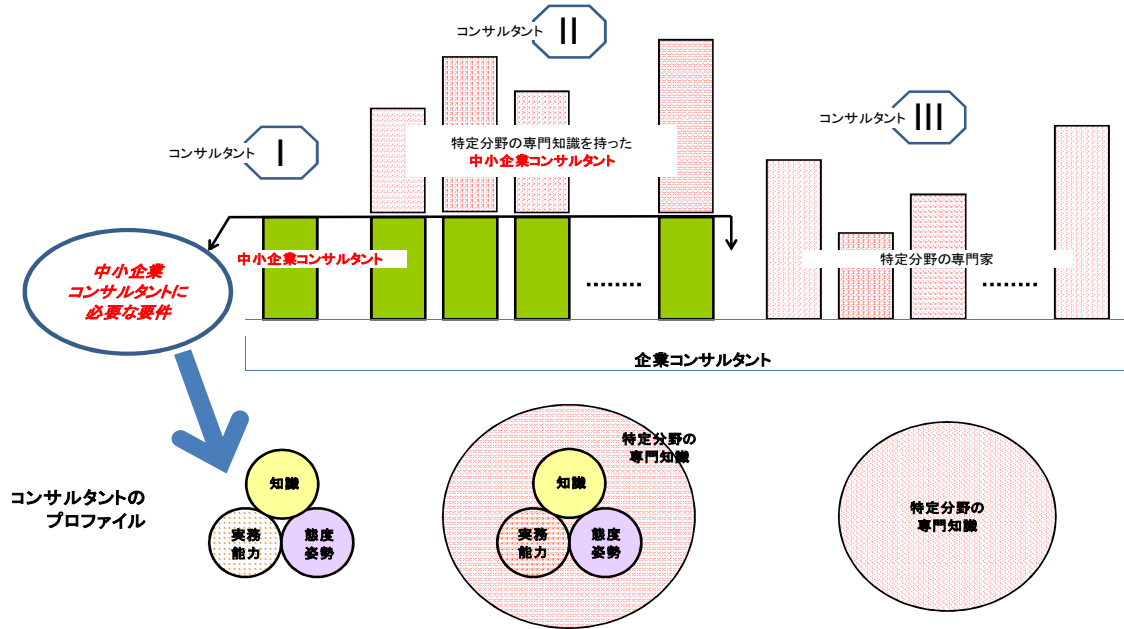 コンサルタント II
コンサルタント III
コンサルタント I
特定分野の専門知識を持った
中小企業コンサルタント
中小企業コンサルタント
特定分野の専門家
中小企業
コンサルタントに
必要な要件
………
………
企業コンサルタント
コンサルタントの
プロファイル
知識
実務
能力
態度
姿勢
特定分野の
専門知識
知識
実務
能力
態度
姿勢
特定分野の
専門知識